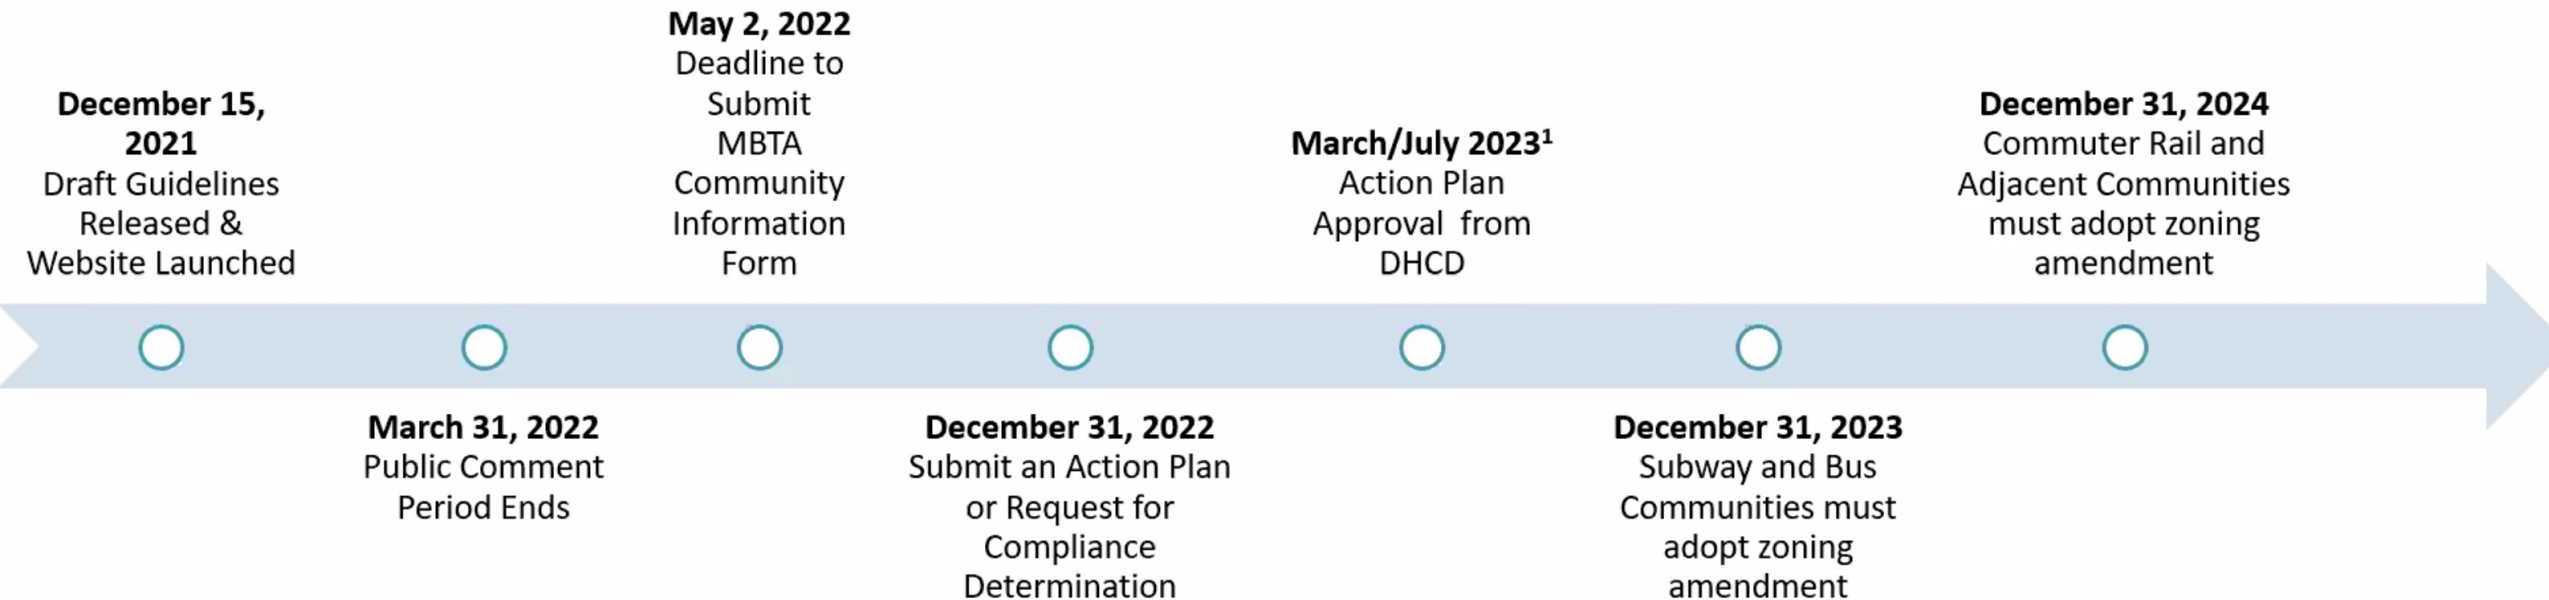 December 15,
2021
Draft Guidelines
Released &
Website Launched
March 31, 2022
Public Comment
Period Ends
May 2, 2022
Deadline to
Submit
MBTA
Community
Information
Form
December 31, 2022
Submit an Action Plan
or Request for
Compliance
Determination
March/July 2023¹
Action Plan
Approval from
DHCD
December 31, 2023
Subway and Bus
Communities must
adopt zoning
amendment
December 31, 2024
Commuter Rail and
Adjacent Communities
must adopt zoning
amendment